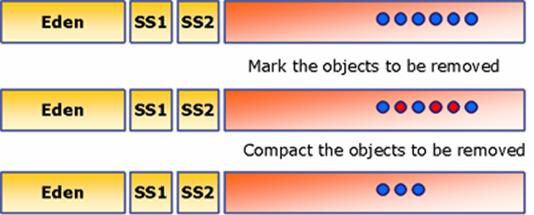 Eden SS1 SS2
Mark the objects to be removed
Eden SS1 SS2
Compact the objects to be removed
Eden SS1 SS2